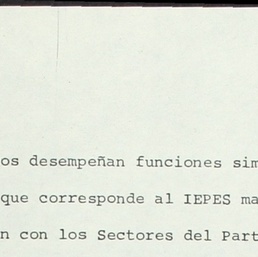 os desempeñan funciones sim
que corresponde al IEPES ma
n con los Sectores del Part